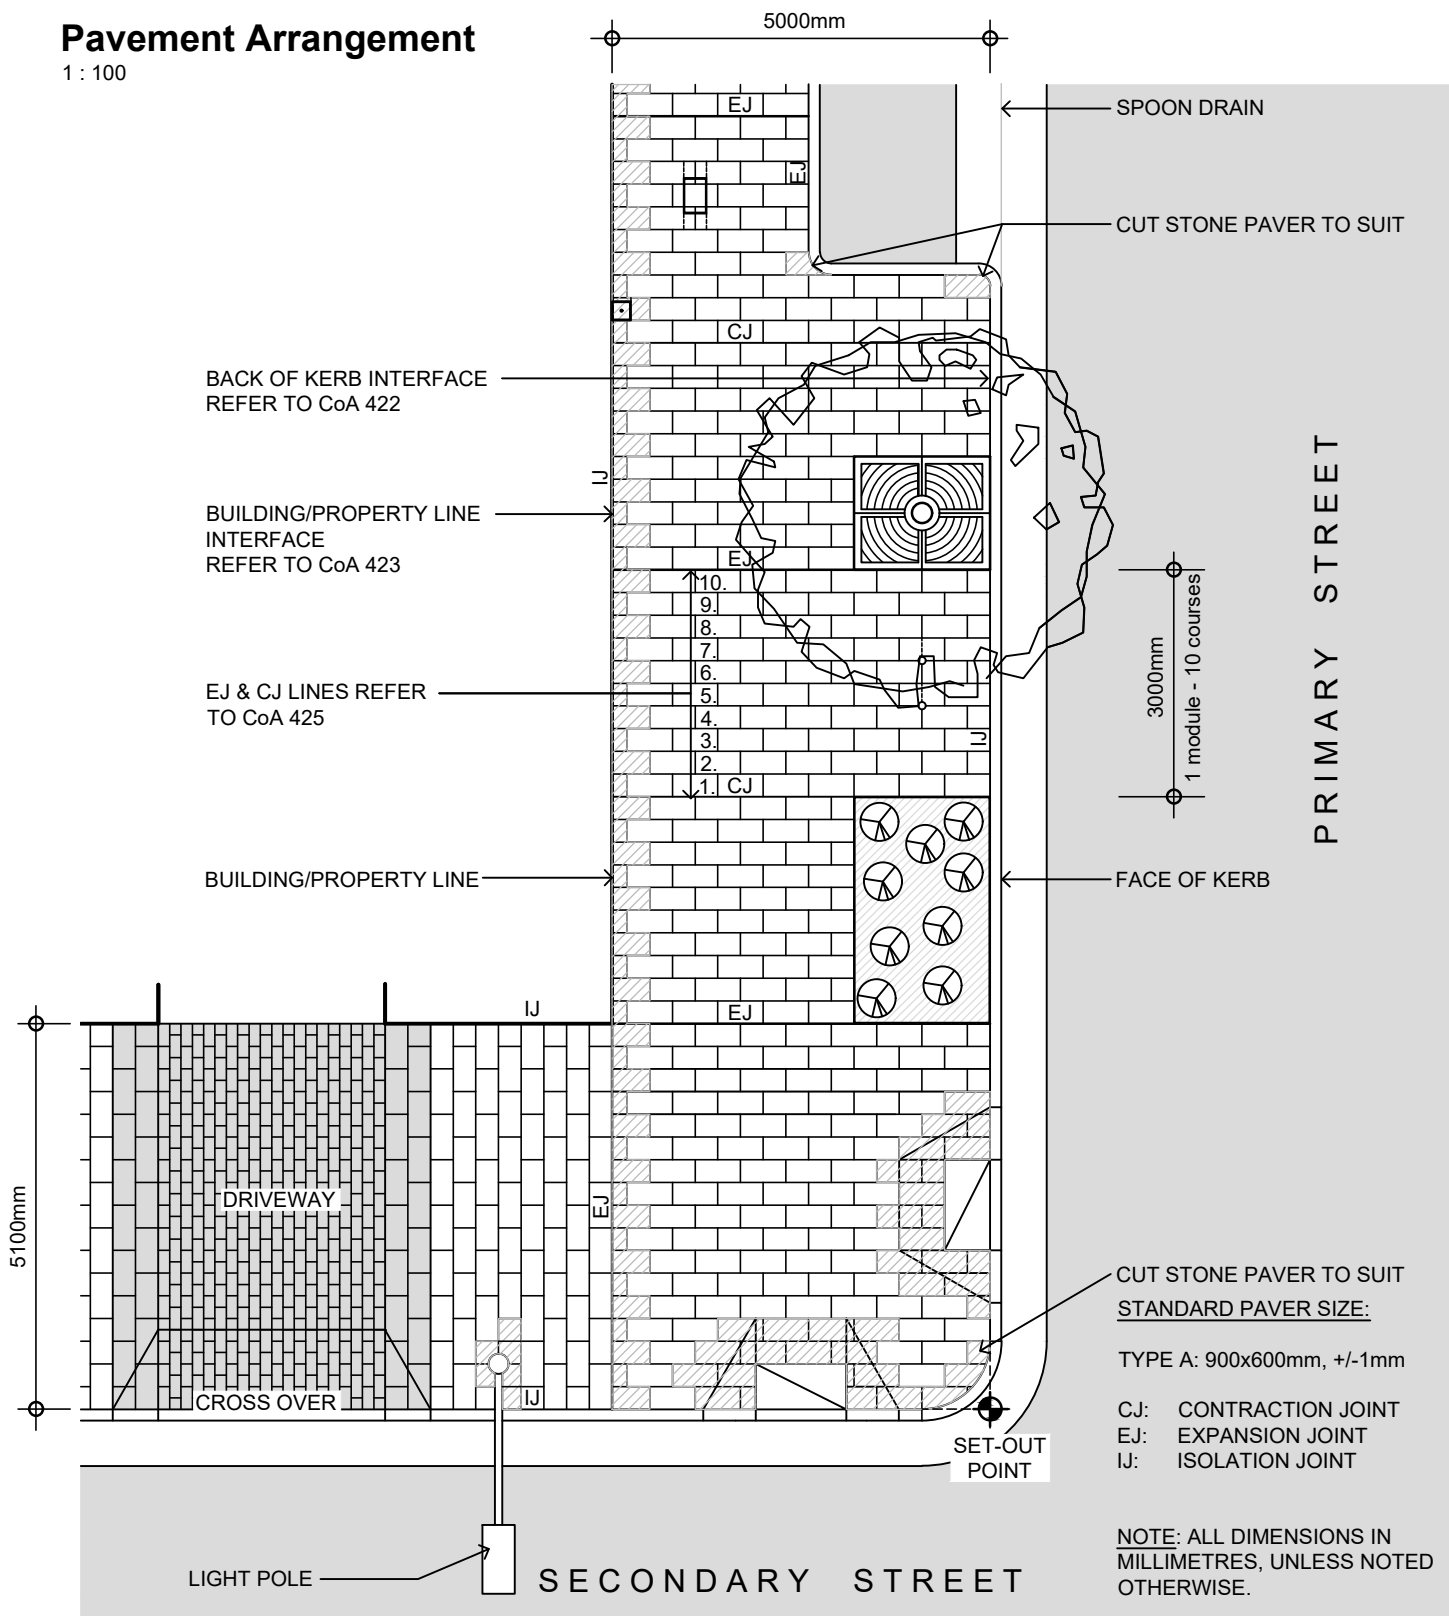 Pavement Arrangement
1 : 100
5000mm
SPOON DRAIN
EJ
EJ
CUT STONE PAVER TO SUIT
CJ
BACK OF KERB INTERFACE
REFER TO CoA 422
IJ
BUILDING/PROPERTY LINE
INTERFACE
REFER TO CoA 423
EJ
10.
9.
8.
7.
6.
5.
4.
3.
2.
1.
CJ
EJ & CJ LINES REFER
TO CoA 425
IJ
3000mm
1 module - 10 courses
PRIMARY STREET
BUILDING/PROPERTY LINE
FACE OF KERB
IJ
EJ
5100mm
DRIVEWAY
EJ
CROSS OVER
IJ
SET-OUT
POINT
CUT STONE PAVER TO SUIT
STANDARD PAVER SIZE:
TYPE A: 900x600mm, +/-1mm
CJ: CONTRACTION JOINT
EJ: EXPANSION JOINT
IJ: ISOLATION JOINT
NOTE: ALL DIMENSIONS IN
MILLIMETRES, UNLESS NOTED
OTHERWISE.
LIGHT POLE
SECONDARY STREET